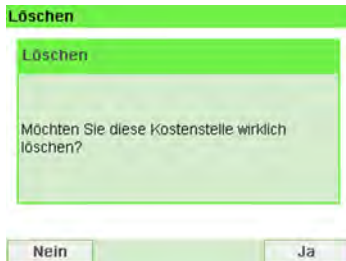 Löschen
Löschen
Möchten Sie diese Kostenstelle wirklich
löschen?
Nein
Ja